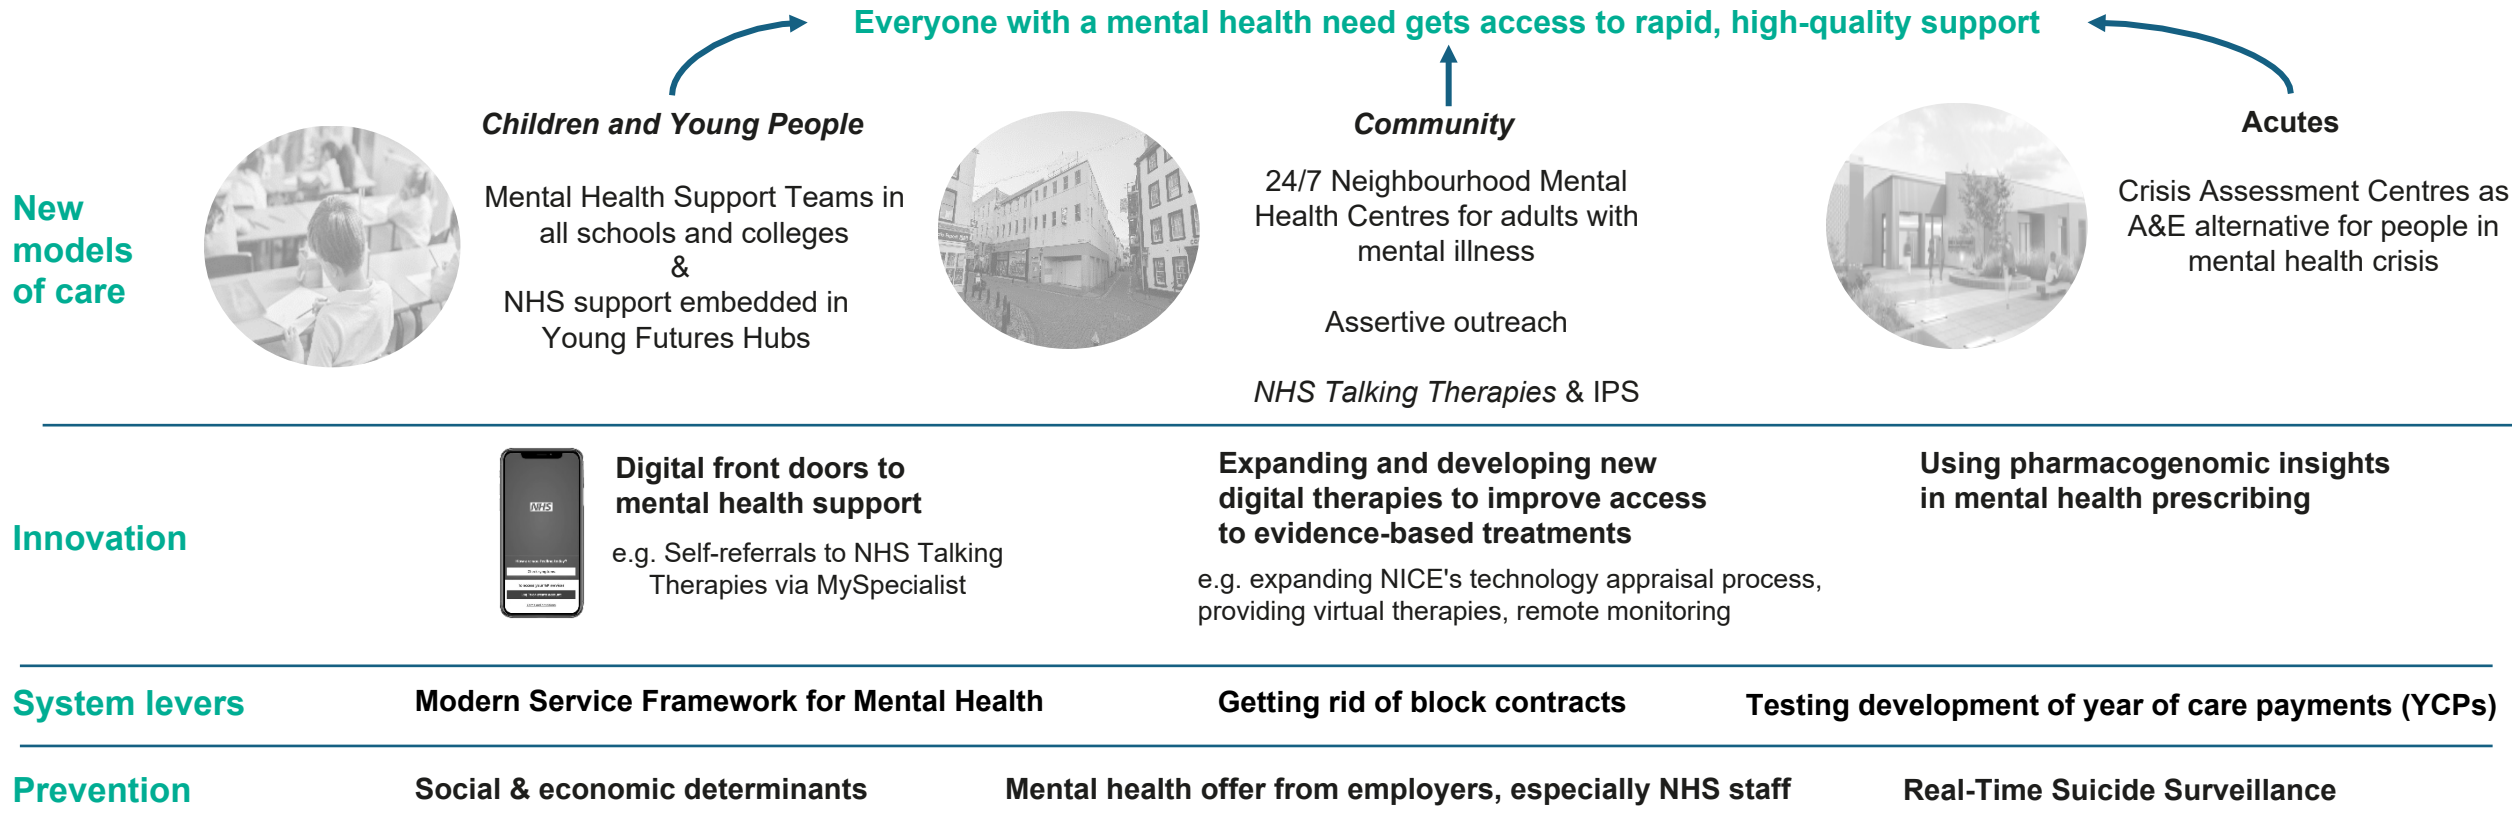 Everyone with a mental health need gets access to rapid, high-quality support
New
models
of care
Children and Young People
Mental Health Support Teams in
all schools and colleges
&
NHS support embedded in
Young Futures Hubs
Community
24/7 Neighbourhood Mental
Health Centres for adults with
mental illness
Assertive outreach
NHS Talking Therapies & IPS
Acutes
Crisis Assessment Centres as
A&E alternative for people in
mental health crisis
Innovation
NHS
Digital front doors to
mental health support
e.g. Self-referrals to NHS Talking
Therapies via MySpecialist
Expanding and developing new
digital therapies to improve access
to evidence-based treatments
e.g. expanding NICE's technology appraisal process,
providing virtual therapies, remote monitoring
Using pharmacogenomic insights
in mental health prescribing
System levers
Modern Service Framework for Mental Health
Getting rid of block contracts
Testing development of year of care payments (YCPs)
Prevention
Social & economic determinants
Mental health offer from employers, especially NHS staff
Real-Time Suicide Surveillance